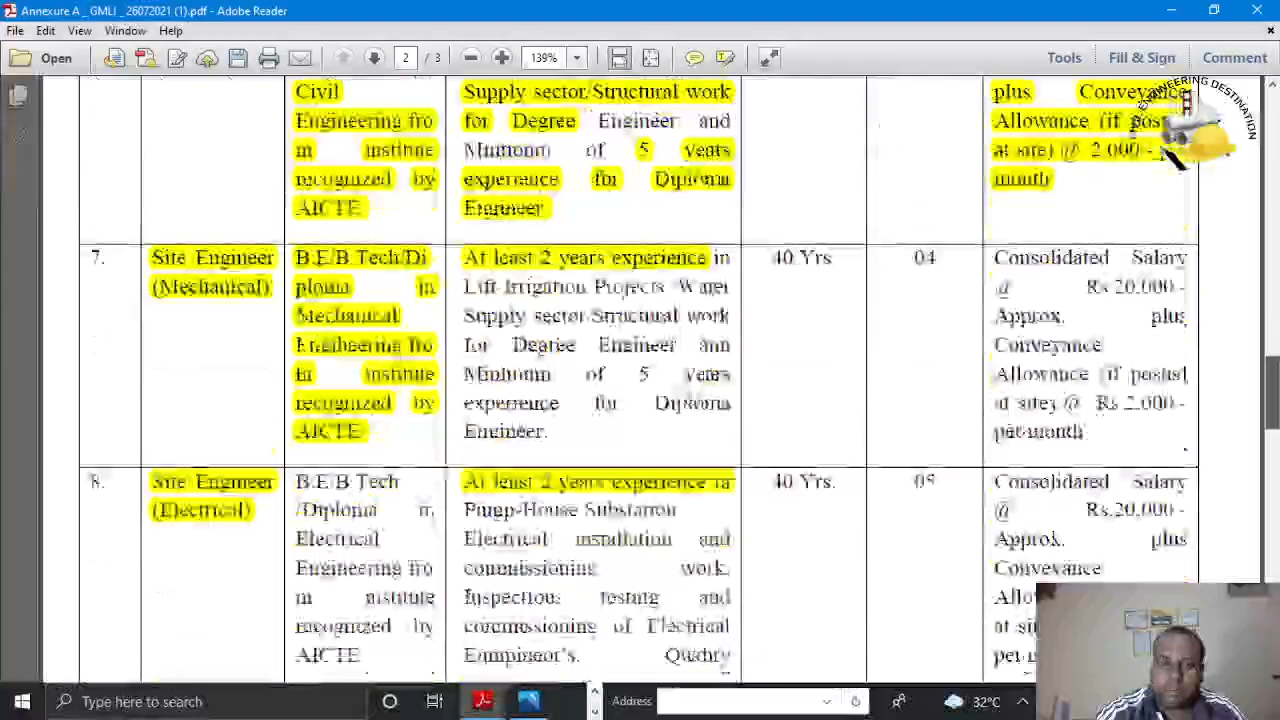 Annexure A _ GMLI _26072021 (1).pdf - Adobe Reader
File Edit View Window Help
Open
2 / 3
139%
Tools Fill & Sign Comment
THE ENGINEERING DESTINATION
Civil
Engineering fro
m institute
recognized by
AICTE
Supply sector/Structural work
for Degree Engineer and
Minimum of 5 years
experience for Diploma
Engineer
plus Conveyance
Allowance (if post
at site) @ 2.000/-
month
7.
Site Engineer
(Mechanical)
B.E/B Tech/Di
ploma in
Mechanical
Engineering fro
m institute
recognized by
AICTE
At least 2 years experience in
Lift Irrigation Projects Water
Supply sector Structural work
for Degree Engineer and
Minimum of 5 years
experience for Diploma
Engineer.
40 Yrs
04
Consolidated Salary
@ Rs 20.000/-
Approx. plus
Conveyance
Allowance (if posted
at site) @ Rs 2.000/-
per month
8.
Site Engineer
(Electrical)
B.E/B Tech
/Diploma in
Electrical
Engineering fro
m institute
recognized by
AICTE
At least 2 years experience in
Pump-House Substation
Electrical installation and
commissioning work.
Inspections testing and
commissioning of Electrical
Quality
40 Yrs.
05
Consolidated Salary
@ Rs.20.000/-
Approx. plus
Conveyance
Type here to search
Address
32°C